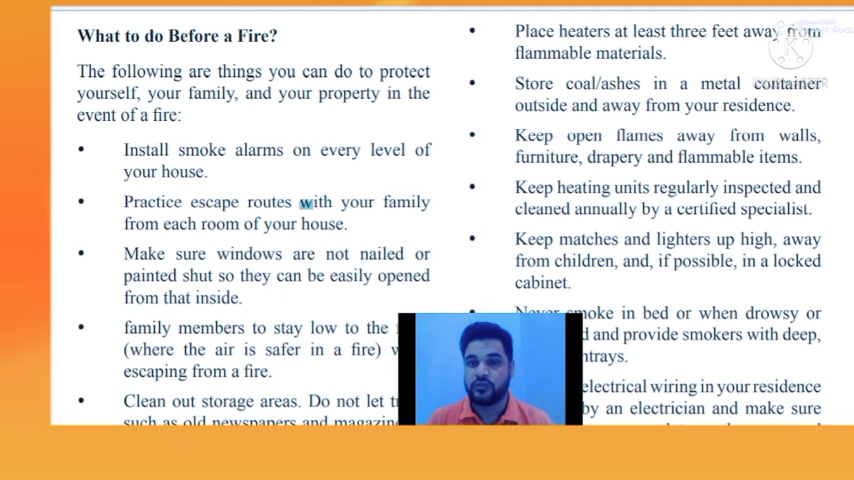 What to do Before a Fire?
The following are things you can do to protect
yourself, your family, and your property in the
event of a fire:
• Install smoke alarms on every level of
your house.
• Practice escape routes with your family
from each room of your house.
• Make sure windows are not nailed or
painted shut so they can be easily opened
from that inside.
• family members to stay low to the
(where the air is safer in a fire)
escaping from a fire.
• Clean out storage areas. Do not let
such as old newspapers and
• Place heaters at least three feet away from
flammable materials.
• Store coal/ashes in a metal container
outside and away from your residence.
• Keep open flames away from walls,
furniture, drapery and flammable items.
• Keep heating units regularly inspected and
cleaned annually by a certified specialist.
• Keep matches and lighters up high, away
from children, and, if possible, in a locked
cabinet.
• Never smoke in bed or when drowsy or
and provide smokers with deep,
electrical wiring in your residence
by an electrician and make sure
KINEMASTER